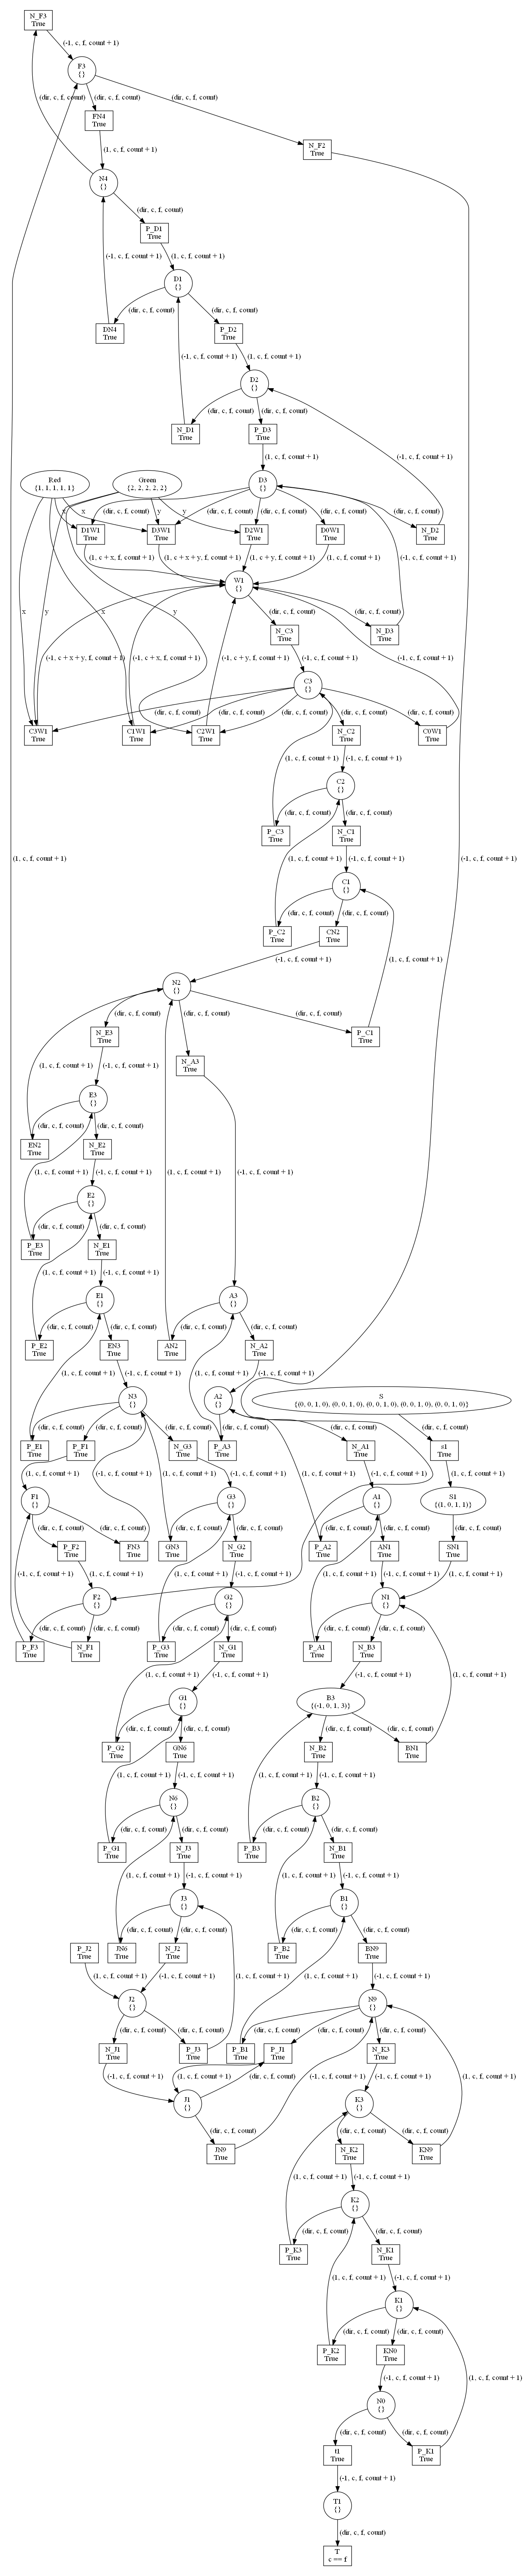 N_F3
True
(-1, c, f, count + 1)
F3
{}
(dir, c, f, count)
(dir, c, f, count)
(dir, c, f, count)
FN4
True
(1, c, f, count + 1)
N_F2
True
N4
{}
(dir, c, f, count)
P_D1
True
(-1, c, f, count + 1)
(1, c, f, count + 1)
D1
{}
(dir, c, f, count)
(dir, c, f, count)
DN4
True
P_D2
True
(-1, c, f, count + 1)
(1, c, f, count + 1)
D2
{}
(dir, c, f, count)
(dir, c, f, count)
N_D1
True
P_D3
True
(1, c, f, count + 1)
(-1, c, f, count + 1)
Red
{1, 1, 1, 1, 1}
Green
{2, 2, 2, 2, 2}
D3
{}
x
x
y
y
(dir, c, f, count)
(dir, c, f, count)
(dir, c, f, count)
(dir, c, f, count)
(dir, c, f, count)
D1W1
True
D3W1
True
D2W1
True
D0W1
True
N_D2
True
(1, c + x, f, count + 1)
(1, c + x + y, f, count + 1)
(1, c + y, f, count + 1)
(1, c, f, count + 1)
(-1, c, f, count + 1)
W1
{}
x
y
x
y
(dir, c, f, count)
(dir, c, f, count)
N_C3
True
N_D3
True
(-1, c + x + y, f, count + 1)
(-1, c + x, f, count + 1)
(-1, c + y, f, count + 1)
(-1, c, f, count + 1)
(-1, c, f, count + 1)
C3
{}
(dir, c, f, count)
(dir, c, f, count)
(dir, c, f, count)
(dir, c, f, count)
(dir, c, f, count)
C3W1
True
C1W1
True
C2W1
True
N_C2
True
C0W1
True
(1, c, f, count + 1)
(-1, c, f, count + 1)
C2
{}
(dir, c, f, count)
(dir, c, f, count)
P_C3
True
N_C1
True
(1, c, f, count + 1)
(1, c, f, count + 1)
(-1, c, f, count + 1)
(-1, c, f, count + 1)
C1
{}
(dir, c, f, count)
(dir, c, f, count)
P_C2
True
CN2
True
(-1, c, f, count + 1)
(1, c, f, count + 1)
N2
{}
(dir, c, f, count)
(dir, c, f, count)
(dir, c, f, count)
N_E3
True
P_C1
True
N_A3
True
(1, c, f, count + 1)
(-1, c, f, count + 1)
E3
{}
(dir, c, f, count)
(dir, c, f, count)
EN2
True
N_E2
True
(1, c, f, count + 1)
(-1, c, f, count + 1)
(1, c, f, count + 1)
(-1, c, f, count + 1)
E2
{}
(dir, c, f, count)
(dir, c, f, count)
P_E3
True
N_E1
True
(1, c, f, count + 1)
(-1, c, f, count + 1)
E1
{}
A3
{}
(dir, c, f, count)
(dir, c, f, count)
(dir, c, f, count)
(dir, c, f, count)
P_E2
True
EN3
True
AN2
True
N_A2
True
(1, c, f, count + 1)
(-1, c, f, count + 1)
(1, c, f, count + 1)
(-1, c, f, count + 1)
N3
{}
A2
{}
S
{(0, 0, 1, 0), (0, 0, 1, 0), (0, 0, 1, 0), (0, 0, 1, 0), (0, 0, 1, 0)}
(dir, c, f, count)
(dir, c, f, count)
(dir, c, f, count)
(dir, c, f, count)
(dir, c, f, count)
(dir, c, f, count)
P_E1
True
P_F1
True
N_G3
True
P_A3
True
N_A1
True
s1
True
(1, c, f, count + 1)
(-1, c, f, count + 1)
(1, c, f, count + 1)
(-1, c, f, count + 1)
(1, c, f, count + 1)
(-1, c, f, count + 1)
(1, c, f, count + 1)
F1
{}
G3
{}
A1
{}
S1
{(1, 0, 1, 1)}
(dir, c, f, count)
(dir, c, f, count)
(dir, c, f, count)
(dir, c, f, count)
(dir, c, f, count)
(dir, c, f, count)
(dir, c, f, count)
P_F2
True
FN3
True
GN3
True
N_G2
True
P_A2
True
AN1
True
SN1
True
(-1, c, f, count + 1)
(1, c, f, count + 1)
(1, c, f, count + 1)
(-1, c, f, count + 1)
(1, c, f, count + 1)
(-1, c, f, count + 1)
(1, c, f, count + 1)
F2
{}
G2
{}
N1
{}
(dir, c, f, count)
(dir, c, f, count)
(dir, c, f, count)
(dir, c, f, count)
(dir, c, f, count)
(dir, c, f, count)
P_F3
True
N_F1
True
P_G3
True
N_G1
True
P_A1
True
N_B3
True
(1, c, f, count + 1)
(-1, c, f, count + 1)
(-1, c, f, count + 1)
(1, c, f, count + 1)
G1
{}
B3
{(-1, 0, 1, 3)}
(dir, c, f, count)
(dir, c, f, count)
(dir, c, f, count)
(dir, c, f, count)
P_G2
True
GN6
True
N_B2
True
BN1
True
(1, c, f, count + 1)
(-1, c, f, count + 1)
(1, c, f, count + 1)
(-1, c, f, count + 1)
N6
{}
B2
{}
(dir, c, f, count)
(dir, c, f, count)
(dir, c, f, count)
(dir, c, f, count)
P_G1
True
N_J3
True
P_B3
True
N_B1
True
(1, c, f, count + 1)
(-1, c, f, count + 1)
(1, c, f, count + 1)
(-1, c, f, count + 1)
J3
{}
B1
{}
(dir, c, f, count)
(dir, c, f, count)
(dir, c, f, count)
(dir, c, f, count)
P_J2
True
JN6
True
N_J2
True
P_B2
True
BN9
True
(1, c, f, count + 1)
(-1, c, f, count + 1)
(1, c, f, count + 1)
(1, c, f, count + 1)
(-1, c, f, count + 1)
J2
{}
N9
{}
(dir, c, f, count)
(dir, c, f, count)
(dir, c, f, count)
(dir, c, f, count)
(dir, c, f, count)
N_J1
True
P_J3
True
P_B1
True
P_J1
True
N_K3
True
(-1, c, f, count + 1)
(1, c, f, count + 1)
(-1, c, f, count + 1)
(-1, c, f, count + 1)
(1, c, f, count + 1)
J1
{}
K3
{}
(dir, c, f, count)
(dir, c, f, count)
(dir, c, f, count)
(dir, c, f, count)
JN9
True
N_K2
True
KN9
True
(1, c, f, count + 1)
(-1, c, f, count + 1)
K2
{}
(dir, c, f, count)
(dir, c, f, count)
P_K3
True
N_K1
True
(1, c, f, count + 1)
(-1, c, f, count + 1)
K1
{}
(dir, c, f, count)
(dir, c, f, count)
P_K2
True
KN0
True
(-1, c, f, count + 1)
(1, c, f, count + 1)
N0
{}
(dir, c, f, count)
(dir, c, f, count)
t1
True
P_K1
True
(-1, c, f, count + 1)
T1
{}
(dir, c, f, count)
T
c == f